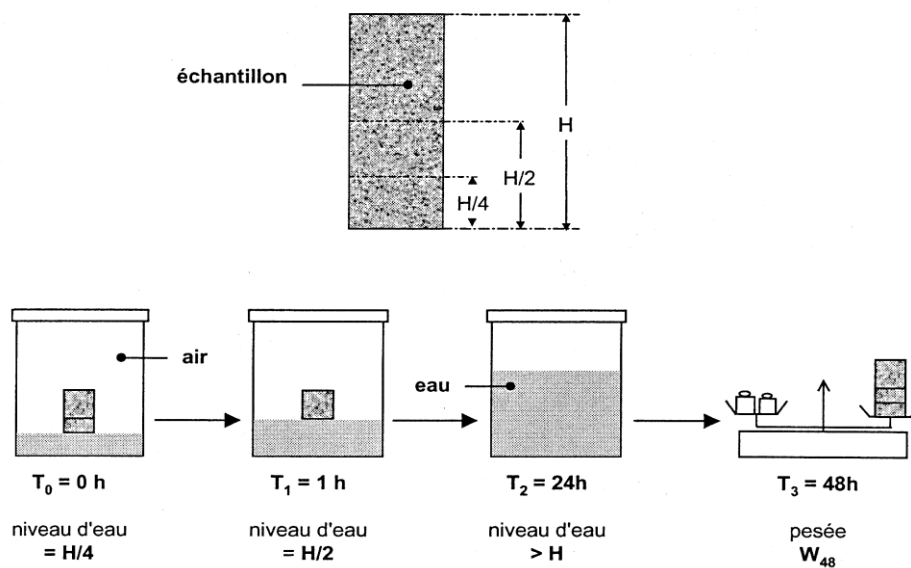 échantillon
H
H/2
H/4
air
eau
T₀ = 0 h
T₁ = 1 h
T₂ = 24h
T₃ = 48h
niveau d'eau
= H/4
niveau d'eau
= H/2
niveau d'eau
> H
pesée
W₄₈